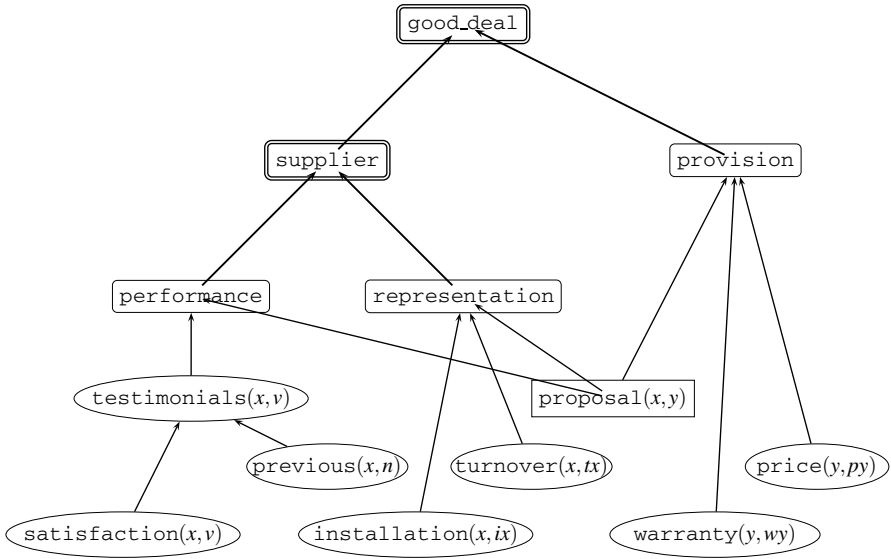 good_deal
supplier
provision
performance
representation
testimonials(x,v)
proposal(x,y)
previous(x,n)
turnover(x,tx)
price(y,py)
satisfaction(x,v)
installation(x,ix)
warranty(y,wy)